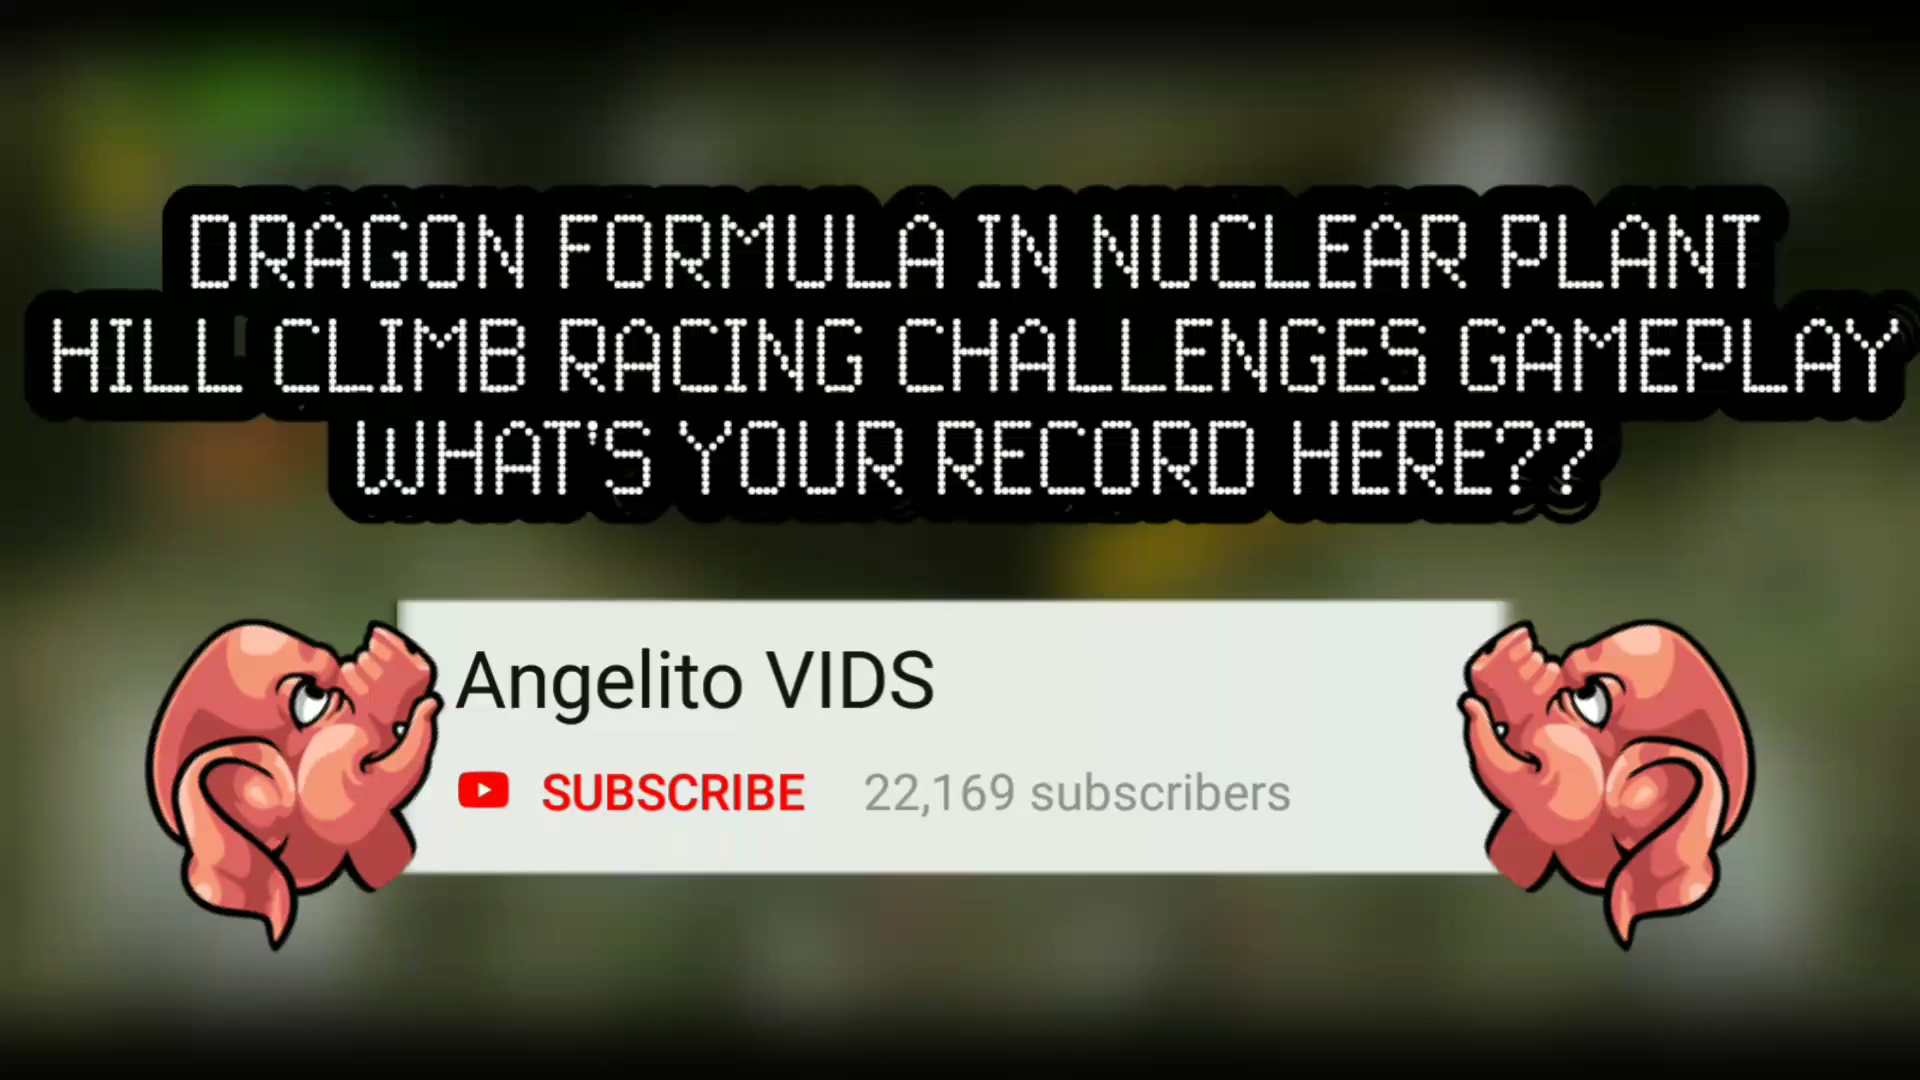 DRAGON FORMULA IN NUCLEAR PLANT
HILL CLIMB RACING CHALLENGES GAMEPLAY
WHAT'S YOUR RECORD HERE??
Angelito VIDS
SUBSCRIBE 22,169 subscribers